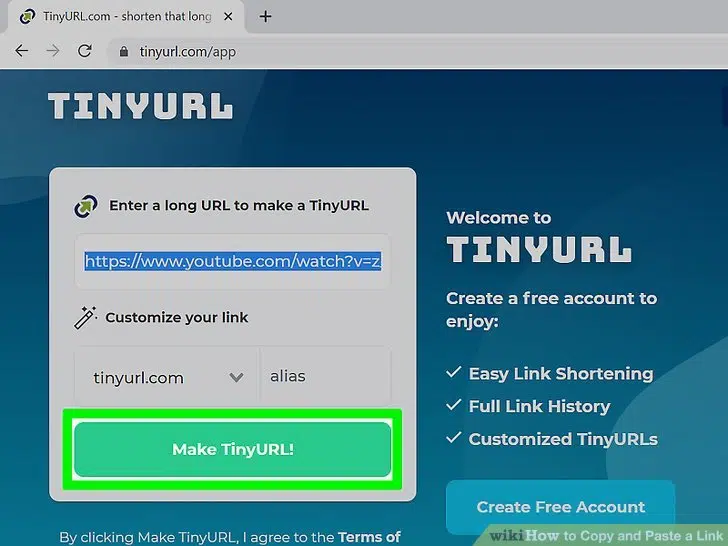 TinyURL.com - shorten that long
tinyurl.com/app
TINYURL
Enter a long URL to make a TinyURL
https://www.youtube.com/watch?v=z
Customize your link
tinyurl.com
alias
Make TinyURL!
By clicking Make TinyURL, I agree to the Terms of
Welcome to
TINYURL
Create a free account to
enjoy:
Easy Link Shortening
Full Link History
Customized TinyURLs
Create Free Account
wikiHow to Copy and Paste a Link